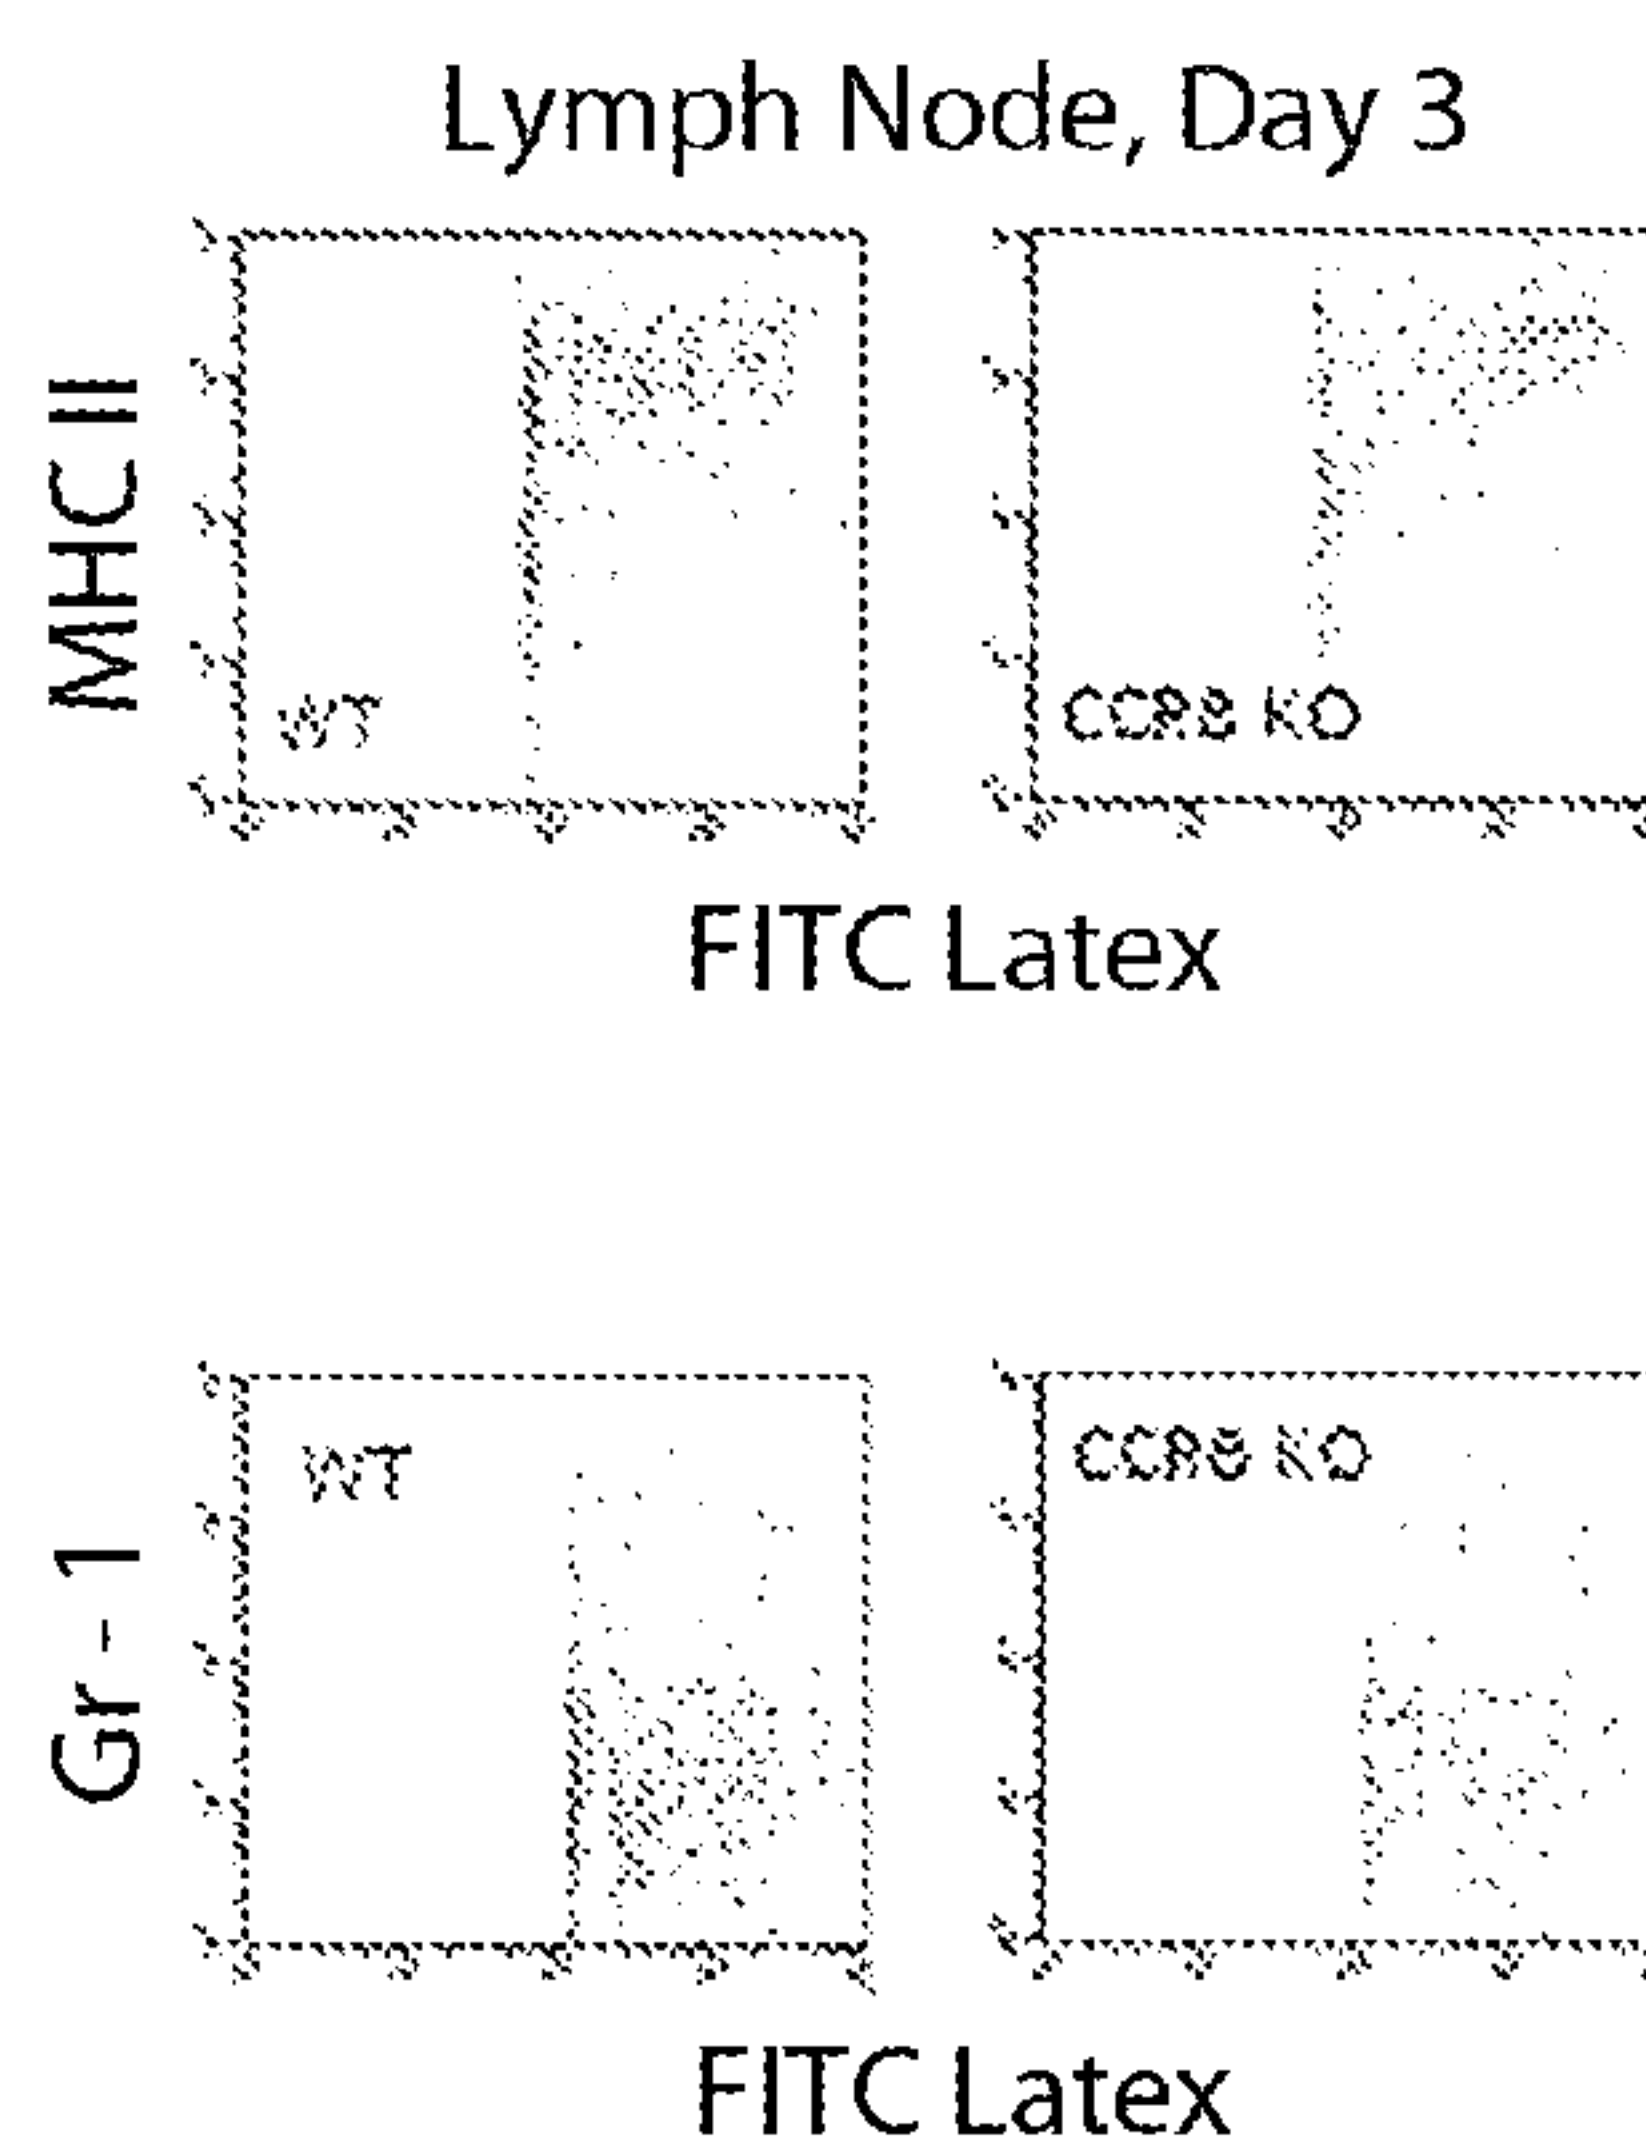 Lymph Node, Day 3
MHC II
WT
CCR8 KO
FITC Latex
Gr - 1
WT
CCR8 KO
FITC Latex